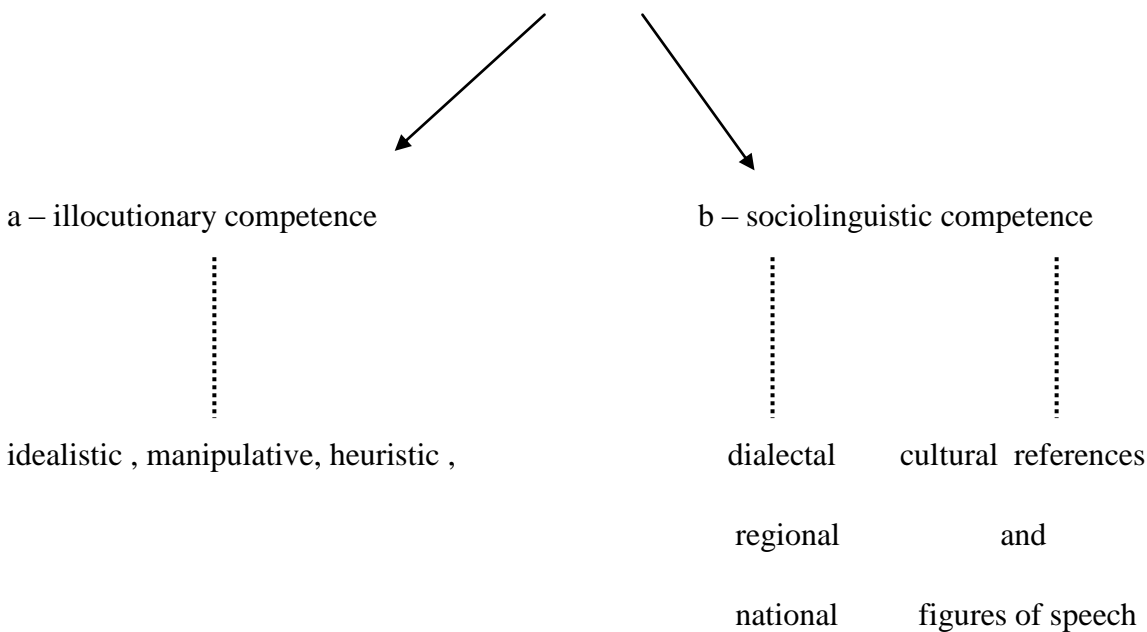 a – illocutionary competence
b – sociolinguistic competence
idealistic , manipulative, heuristic ,
dialectal cultural references
regional and
national figures of speech